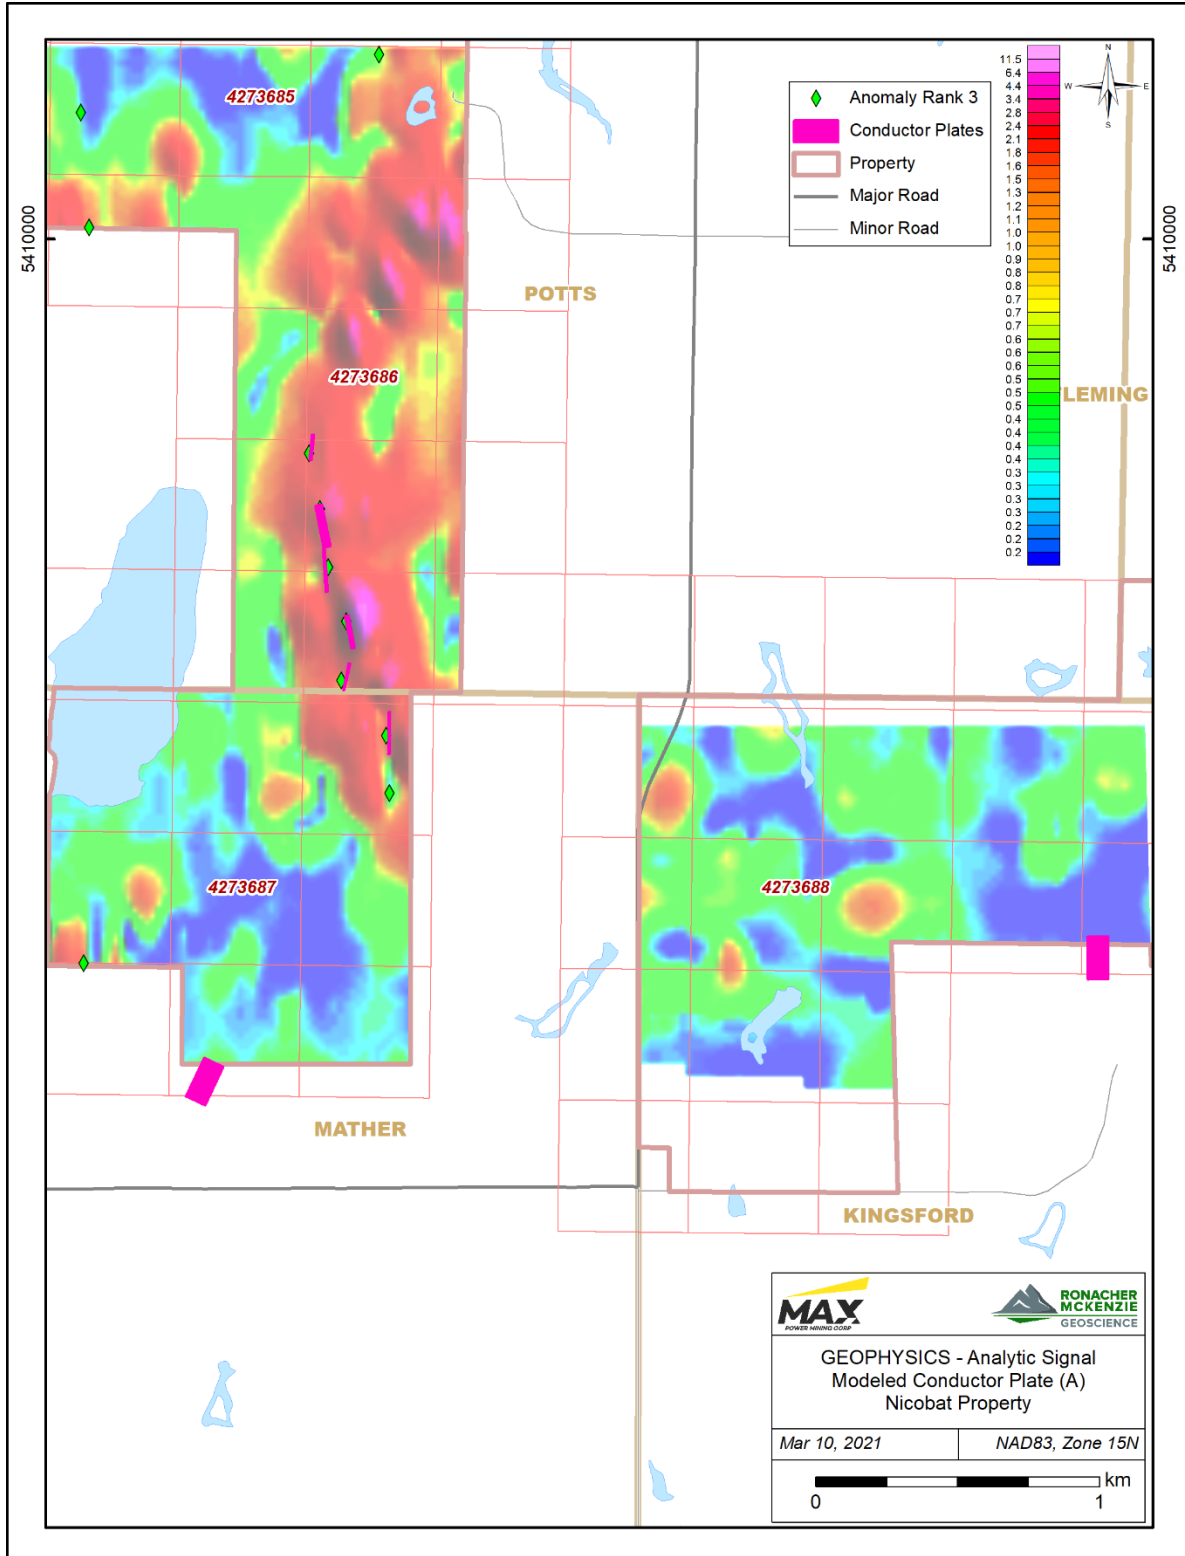 4273685
5410000
5410000
POTTS
4273686
LEMING
4273687
4273688
MATHER
KINGSFORD
Anomaly Rank 3
Conductor Plates
Property
Major Road
Minor Road
11.5
6.4
4.4
3.4
2.8
2.4
2.1
1.8
1.6
1.5
1.3
1.2
1.1
1.0
1.0
0.9
0.8
0.8
0.7
0.7
0.6
0.6
0.6
0.5
0.5
0.5
0.4
0.4
0.4
0.4
0.3
0.3
0.3
0.3
0.2
0.2
0.2
N
W E
S
MAX
POWER MINING CORP
RONACHER
MCKENZIE
GEOSCIENCE
GEOPHYSICS - Analytic Signal
Modeled Conductor Plate (A)
Nicobat Property
Mar 10, 2021 NAD83, Zone 15N
km
0 1